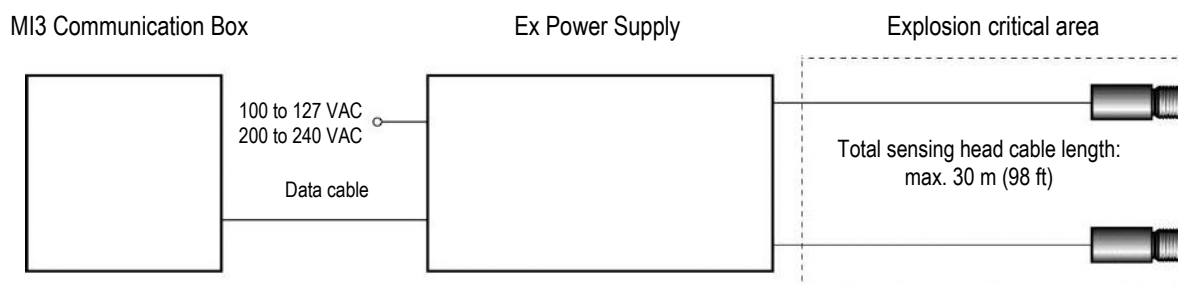 MI3 Communication Box
Ex Power Supply
Explosion critical area
100 to 127 VAC
200 to 240 VAC
Data cable
Total sensing head cable length:
max. 30 m (98 ft)